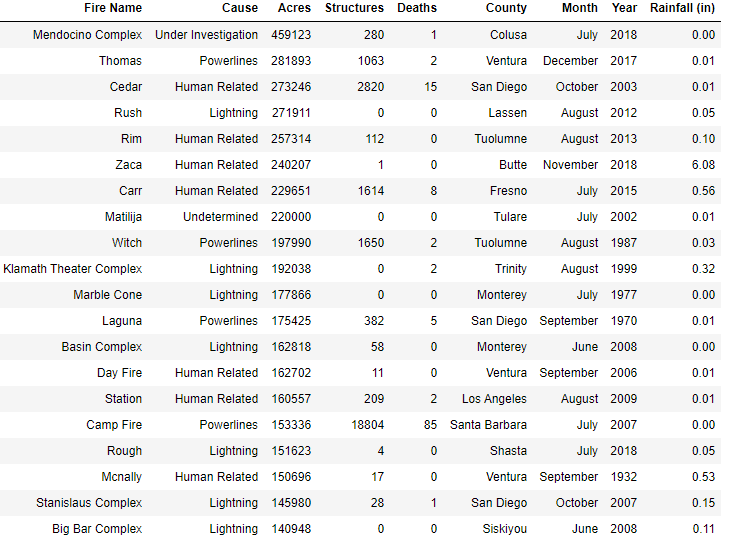 Fire Name Cause Acres Structures Deaths County Month Year Rainfall (in)
Mendocino Complex Under Investigation 459123 280 1 Colusa July 2018 0.00
Thomas Powerlines 281893 1063 2 Ventura December 2017 0.01
Cedar Human Related 273246 2820 15 San Diego October 2003 0.01
Rush Lightning 271911 0 0 Lassen August 2012 0.05
Rim Human Related 257314 112 0 Tuolumne August 2013 0.10
Zaca Human Related 240207 1 0 Butte November 2018 6.08
Carr Human Related 229651 1614 8 Fresno July 2015 0.56
Matilija Undetermined 220000 0 0 Tulare July 2002 0.01
Witch Powerlines 197990 1650 2 Tuolumne August 1987 0.03
Klamath Theater Complex Lightning 192038 0 2 Trinity August 1999 0.32
Marble Cone Lightning 177866 0 0 Monterey July 1977 0.00
Laguna Powerlines 175425 382 5 San Diego September 1970 0.01
Basin Complex Lightning 162818 58 0 Monterey June 2008 0.00
Day Fire Human Related 162702 11 0 Ventura September 2006 0.01
Station Human Related 160557 209 2 Los Angeles August 2009 0.01
Camp Fire Powerlines 153336 18804 85 Santa Barbara July 2007 0.00
Rough Lightning 151623 4 0 Shasta July 2018 0.05
Mcnally Human Related 150696 17 0 Ventura September 1932 0.53
Stanislaus Complex Lightning 145980 28 1 San Diego October 2007 0.15
Big Bar Complex Lightning 140948 0 0 Siskiyou June 2008 0.11